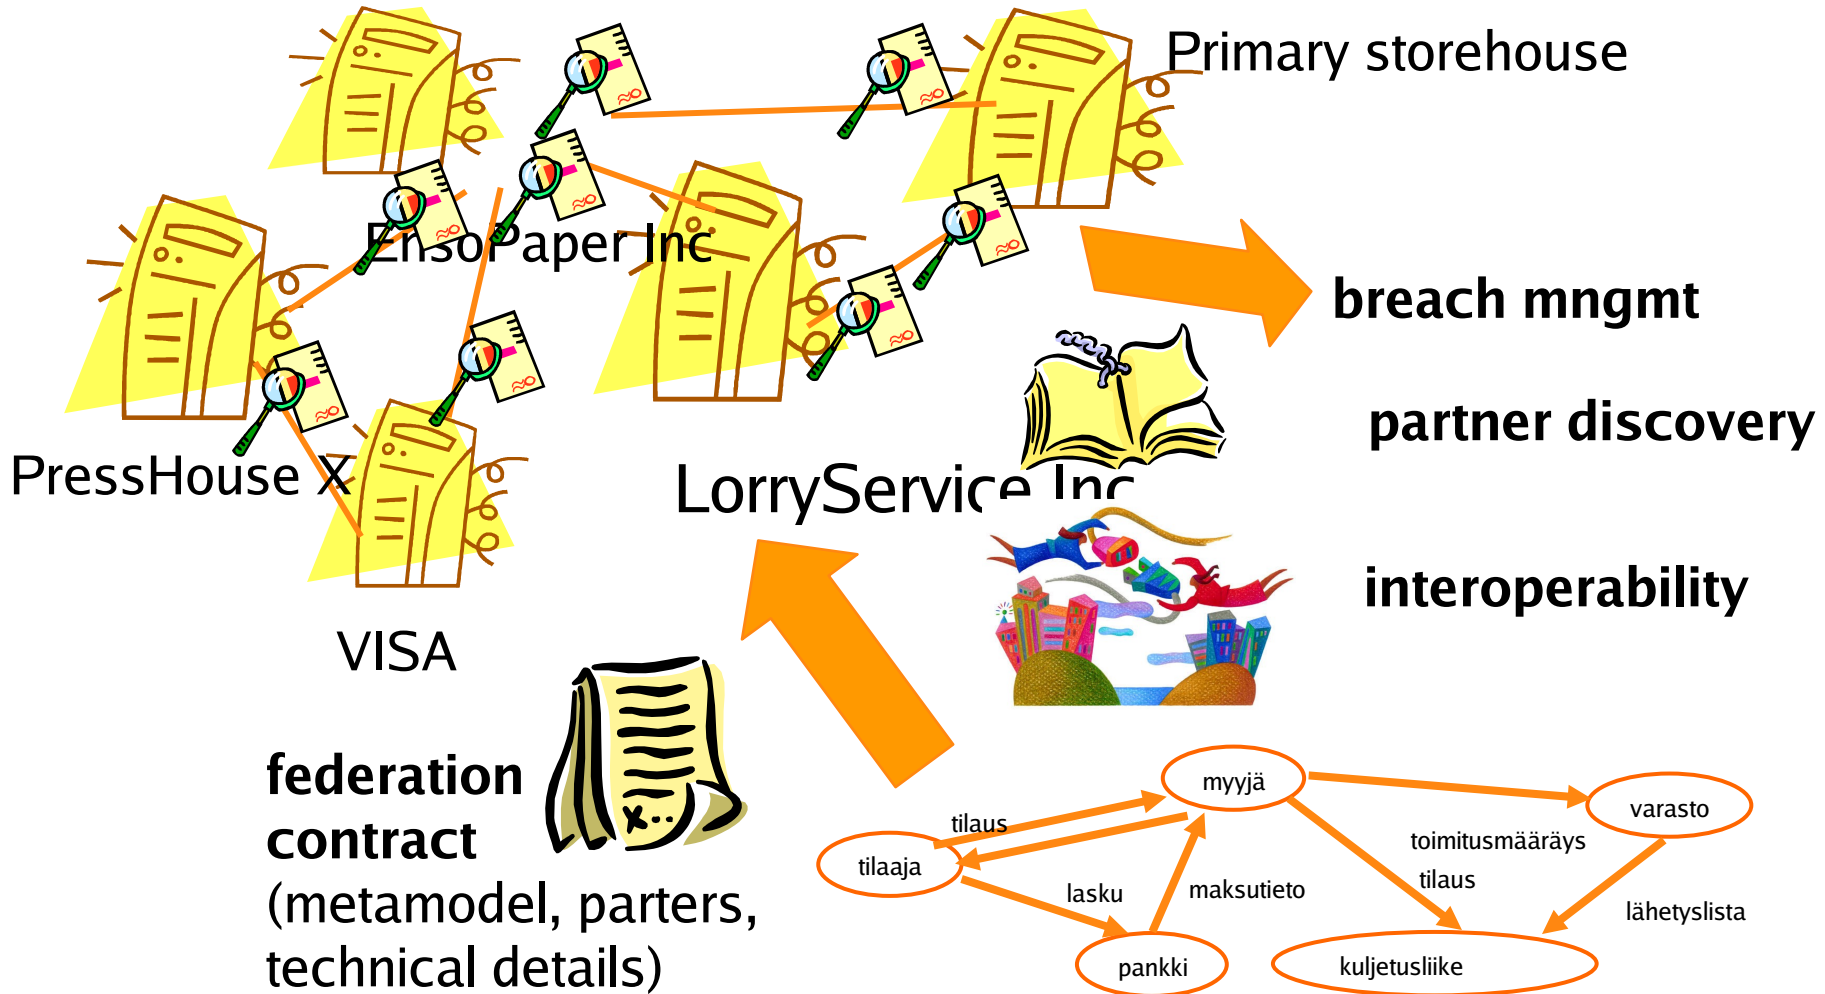 Primary storehouse
EnsoPaper Inc
breach mngmt
partner discovery
PressHouse X
LorryService Inc
interoperability
VISA
federation
contract
(metamodel, parters,
technical details)
myyjä
varasto
tilaus
toimitusmääräys
tilaaja
tilaus
lasku
maksutieto
lähetyslista
pankki
kuljetusliike